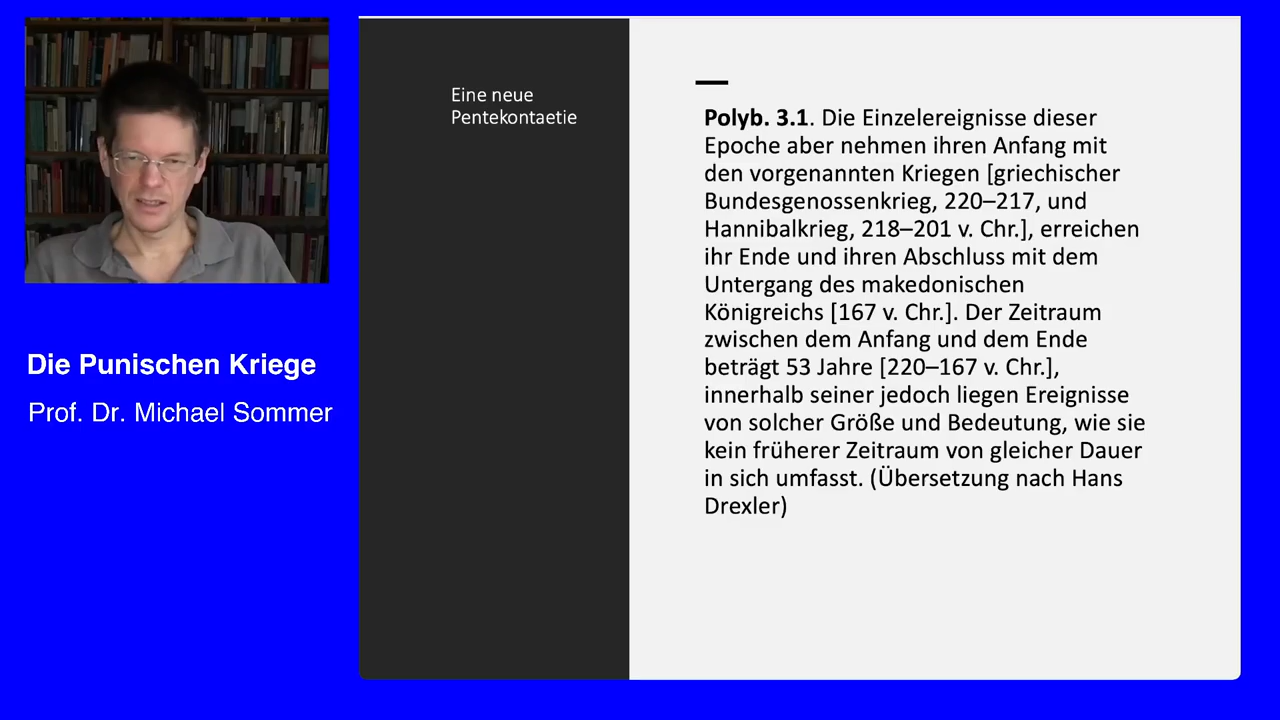 Die Punischen Kriege
Prof. Dr. Michael Sommer
Eine neue
Pentekontaetie
Polyb. 3.1. Die Einzelereignisse dieser
Epoche aber nehmen ihren Anfang mit
den vorgenannten Kriegen [griechischer
Bundesgenossenkrieg, 220–217, und
Hannibalkrieg, 218–201 v. Chr.], erreichen
ihr Ende und ihren Abschluss mit dem
Untergang des makedonischen
Königreichs [167 v. Chr.]. Der Zeitraum
zwischen dem Anfang und dem Ende
beträgt 53 Jahre [220–167 v. Chr.],
innerhalb seiner jedoch liegen Ereignisse
von solcher Größe und Bedeutung, wie sie
kein früherer Zeitraum von gleicher Dauer
in sich umfasst. (Übersetzung nach Hans
Drexler)